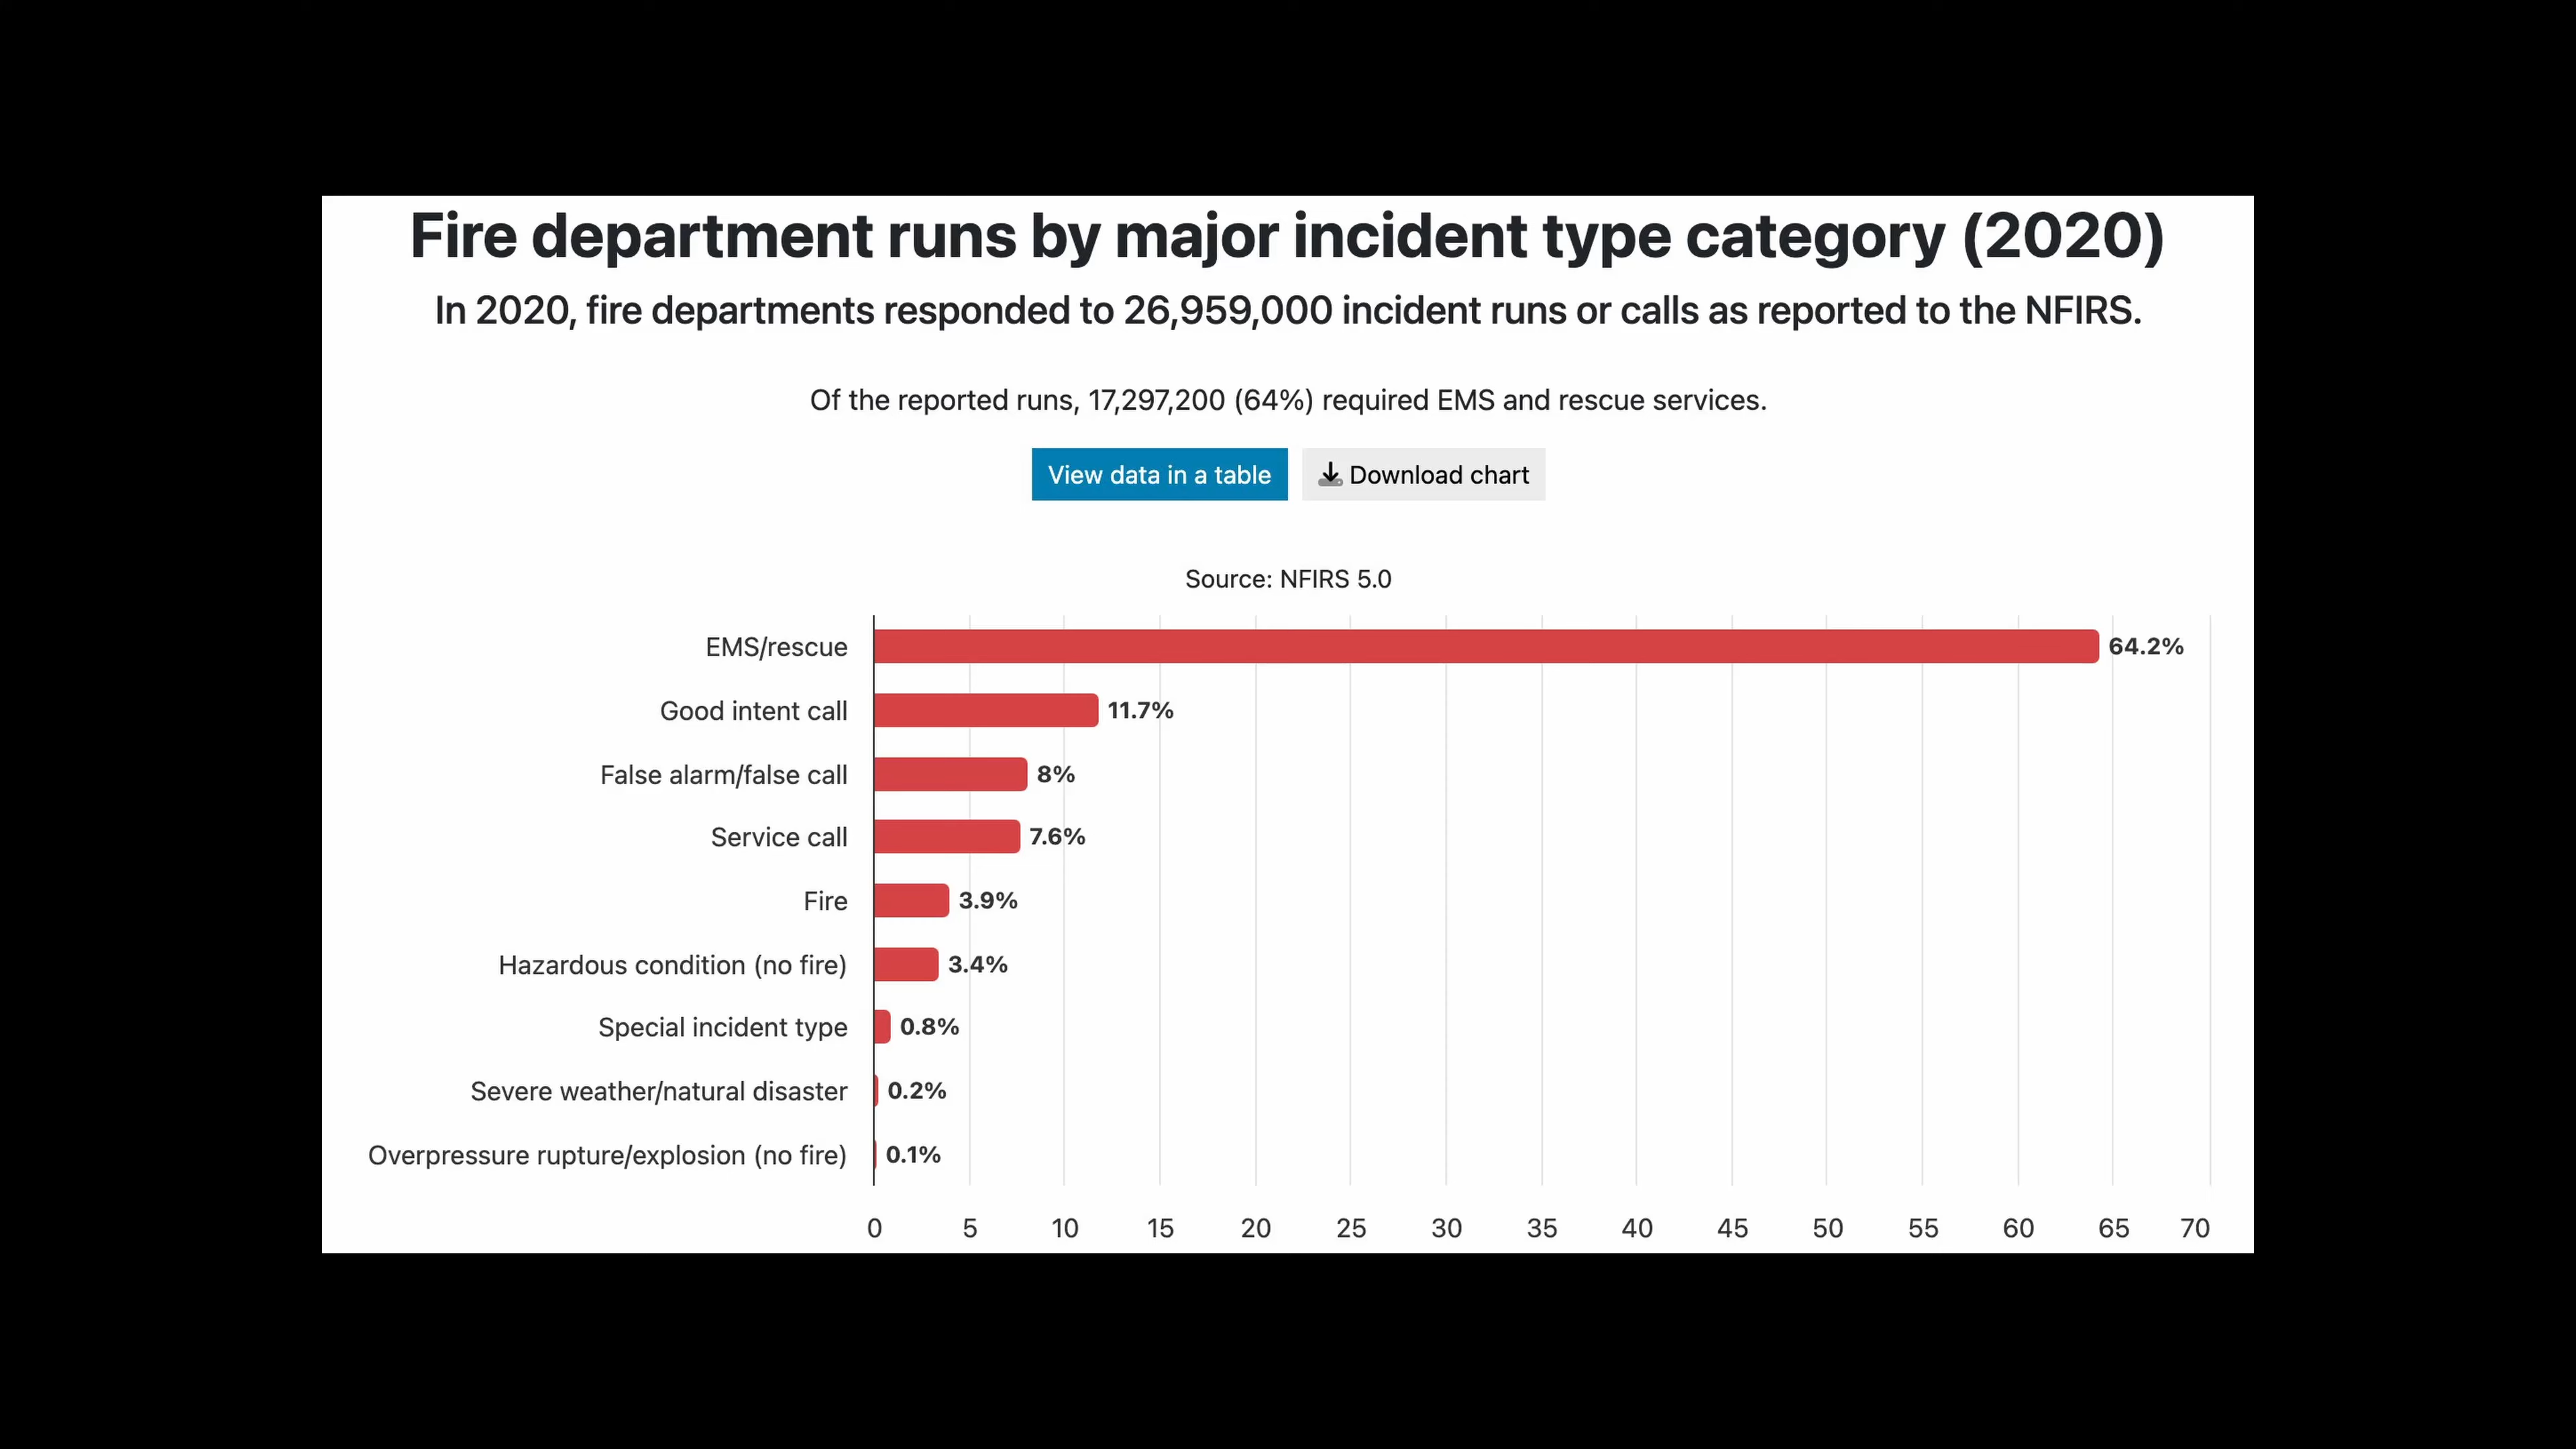 Fire department runs by major incident type category (2020)
In 2020, fire departments responded to 26,959,000 incident runs or calls as reported to the NFIRS.
Of the reported runs, 17,297,200 (64%) required EMS and rescue services.
View data in a table Download chart
Source: NFIRS 5.0
EMS/rescue 64.2%
Good intent call 11.7%
False alarm/false call 8%
Service call 7.6%
Fire 3.9%
Hazardous condition (no fire) 3.4%
Special incident type 0.8%
Severe weather/natural disaster 0.2%
Overpressure rupture/explosion (no fire) 0.1%
0 5 10 15 20 25 30 35 40 45 50 55 60 65 70